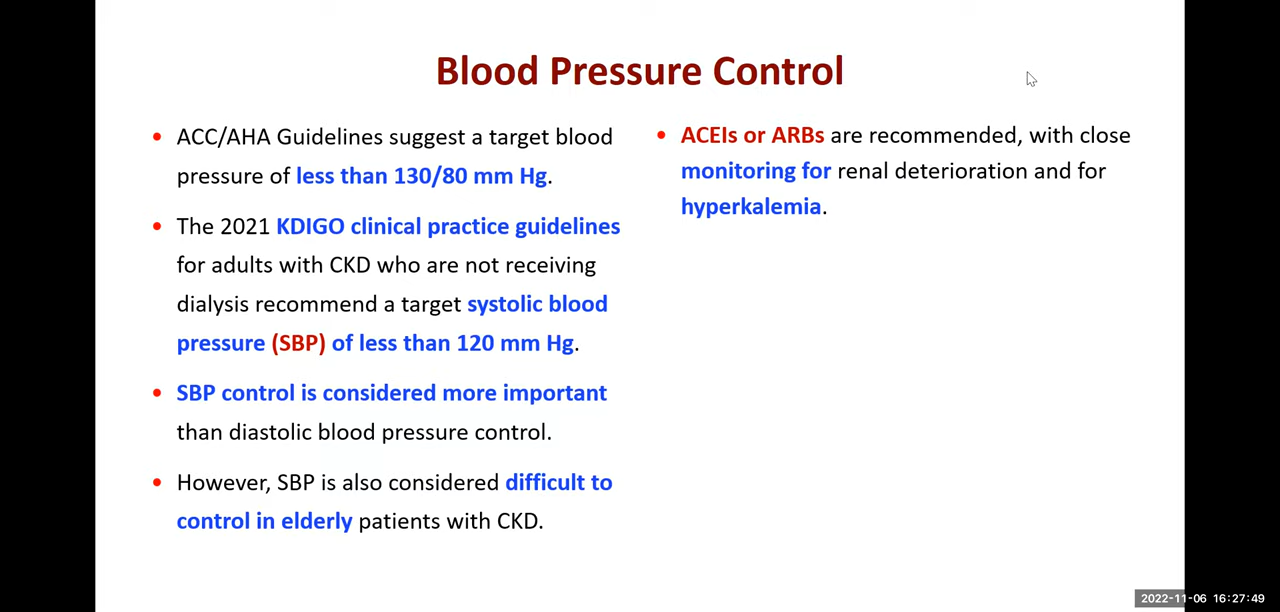 Blood Pressure Control
• ACC/AHA Guidelines suggest a target blood
pressure of less than 130/80 mm Hg.
• The 2021 KDIGO clinical practice guidelines
for adults with CKD who are not receiving
dialysis recommend a target systolic blood
pressure (SBP) of less than 120 mm Hg.
• SBP control is considered more important
than diastolic blood pressure control.
• However, SBP is also considered difficult to
control in elderly patients with CKD.
• ACEIs or ARBs are recommended, with close
monitoring for renal deterioration and for
hyperkalemia.
2022-11-06 16:27:49